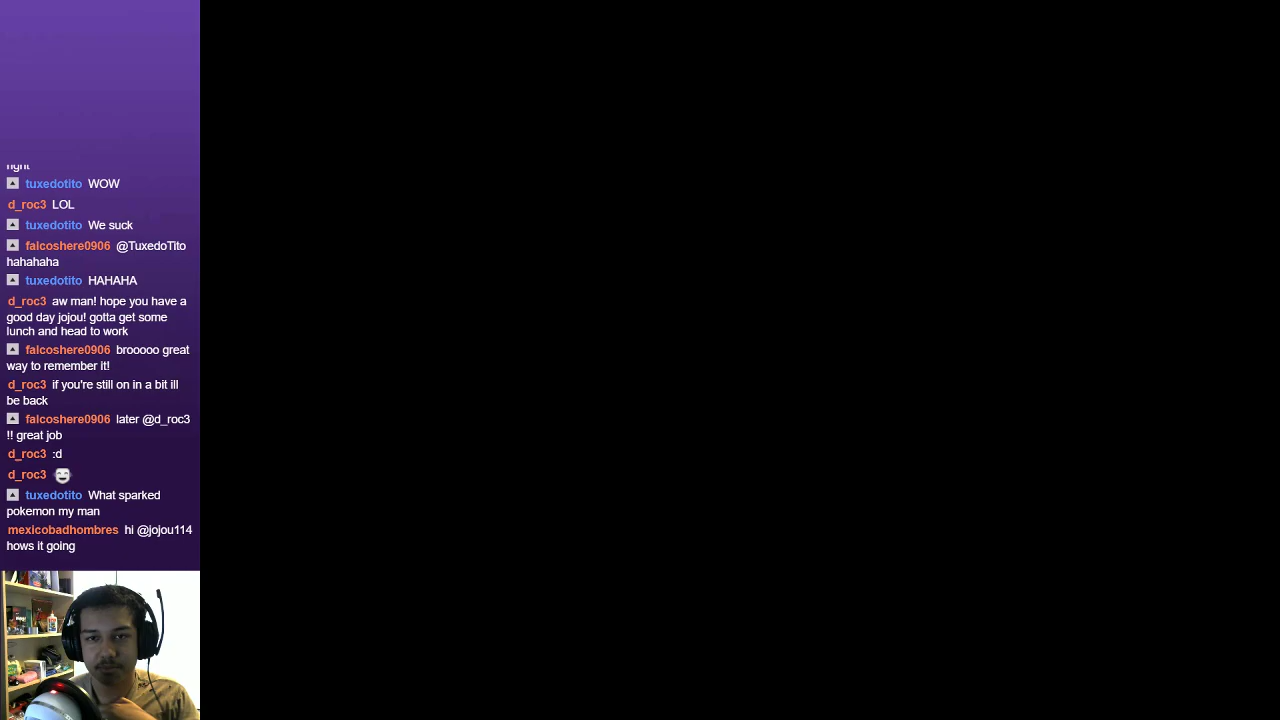 right
tuxedotito WOW
d_roc3 LOL
tuxedotito We suck
falcoshere0906 @TuxedoTito
hahahaha
tuxedotito HAHAHA
d_roc3 aw man! hope you have a
good day jojou! gotta get some
lunch and head to work
falcoshere0906 brooooo great
way to remember it!
d_roc3 if you're still on in a bit ill
be back
falcoshere0906 later @d_roc3
!! great job
d_roc3 :d
d_roc3
tuxedotito What sparked
pokemon my man
mexicobadhombres hi @jojou114
hows it going